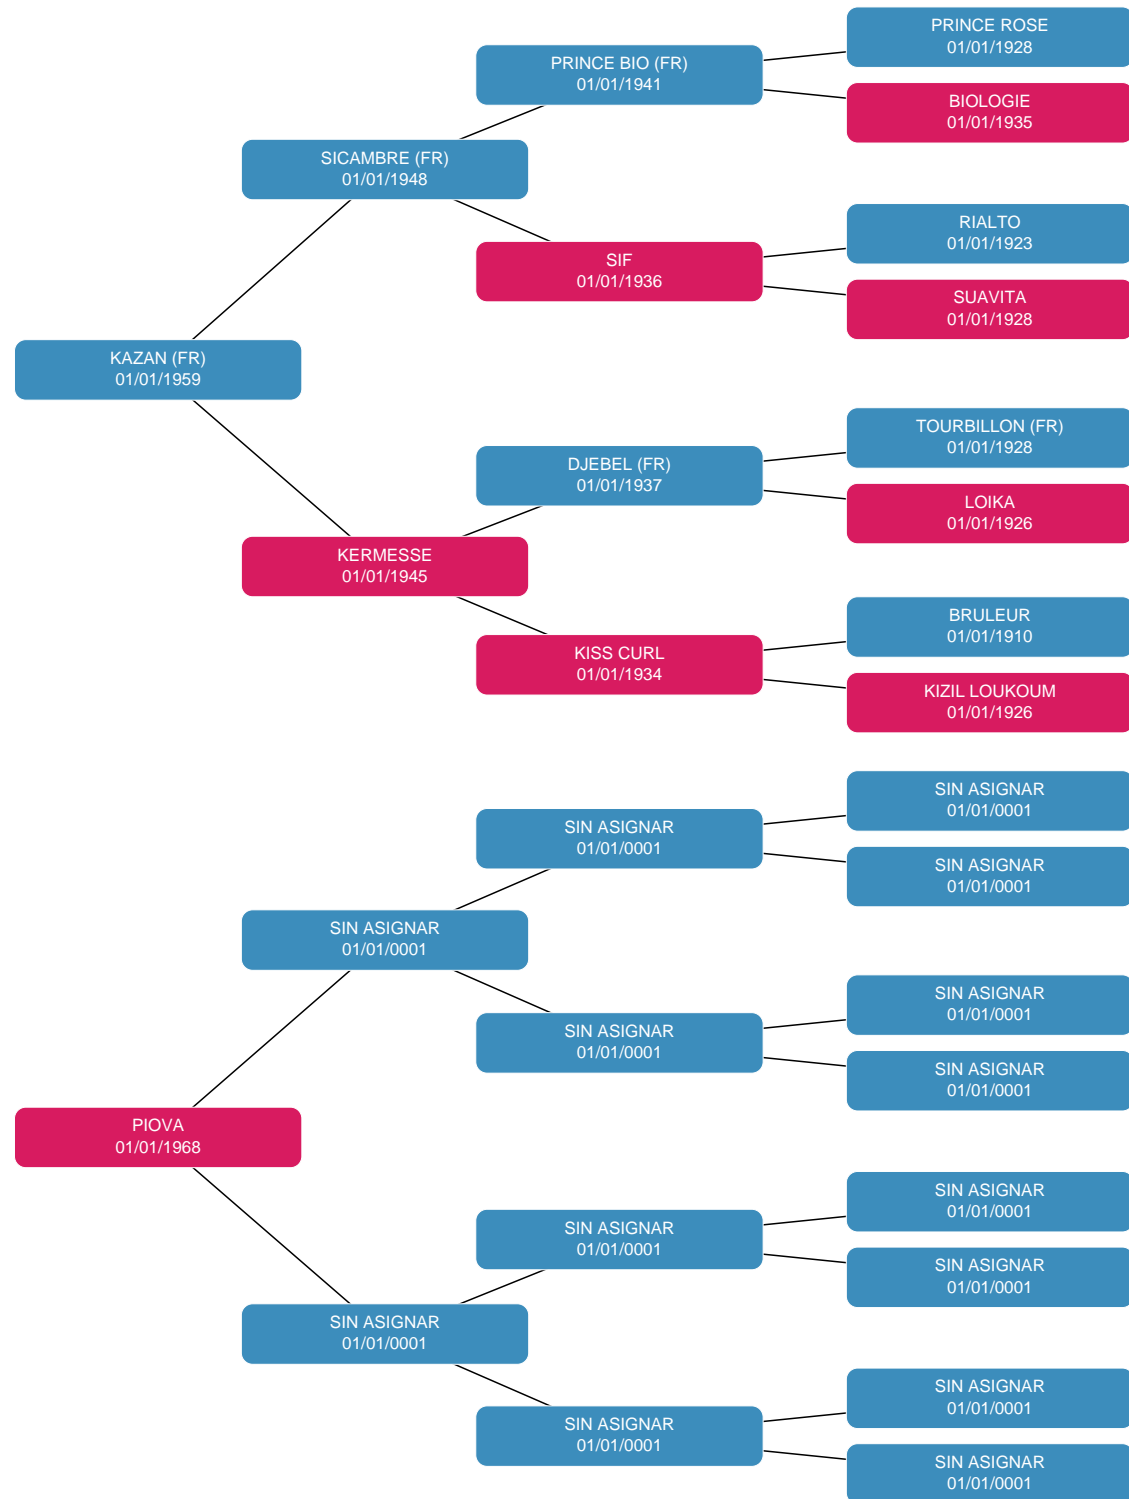 PRINCE ROSE
01/01/1928
PRINCE BIO (FR)
01/01/1941
BIOLOGIE
01/01/1935
SICAMBRE (FR)
01/01/1948
RIALTO
01/01/1923
SIF
01/01/1936
SUAVITA
01/01/1928
KAZAN (FR)
01/01/1959
TOURBILLON (FR)
01/01/1928
DJEBEL (FR)
01/01/1937
LOIKA
01/01/1926
KERMESSE
01/01/1945
BRULEUR
01/01/1910
KISS CURL
01/01/1934
KIZIL LOUKOUM
01/01/1926
SIN ASIGNAR
01/01/0001
SIN ASIGNAR
01/01/0001
SIN ASIGNAR
01/01/0001
SIN ASIGNAR
01/01/0001
SIN ASIGNAR
01/01/0001
SIN ASIGNAR
01/01/0001
SIN ASIGNAR
01/01/0001
PIOVA
01/01/1968
SIN ASIGNAR
01/01/0001
SIN ASIGNAR
01/01/0001
SIN ASIGNAR
01/01/0001
SIN ASIGNAR
01/01/0001
SIN ASIGNAR
01/01/0001
SIN ASIGNAR
01/01/0001
SIN ASIGNAR
01/01/0001